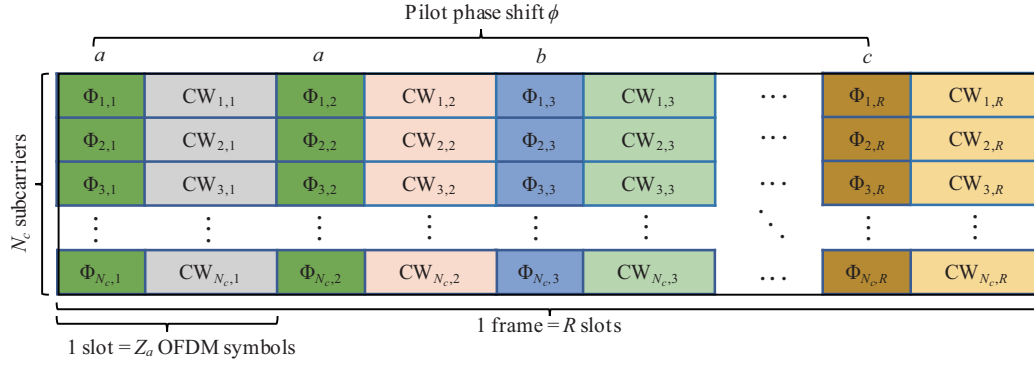 Pilot phase shift ϕ
a a b c
Φ1,1 CW1,1 Φ1,2 CW1,2 Φ1,3 CW1,3 ⋯ Φ1,R CW1,R
Φ2,1 CW2,1 Φ2,2 CW2,2 Φ2,3 CW2,3 ⋯ Φ2,R CW2,R
Φ3,1 CW3,1 Φ3,2 CW3,2 Φ3,3 CW3,3 ⋯ Φ3,R CW3,R
⋮ ⋮ ⋮ ⋮ ⋮ ⋮ ⋱ ⋮ ⋮
ΦNc,1 CWNc,1 ΦNc,2 CWNc,2 ΦNc,3 CWNc,3 ⋯ ΦNc,R CWNc,R
Nc subcarriers
1 frame = R slots
1 slot = Za OFDM symbols